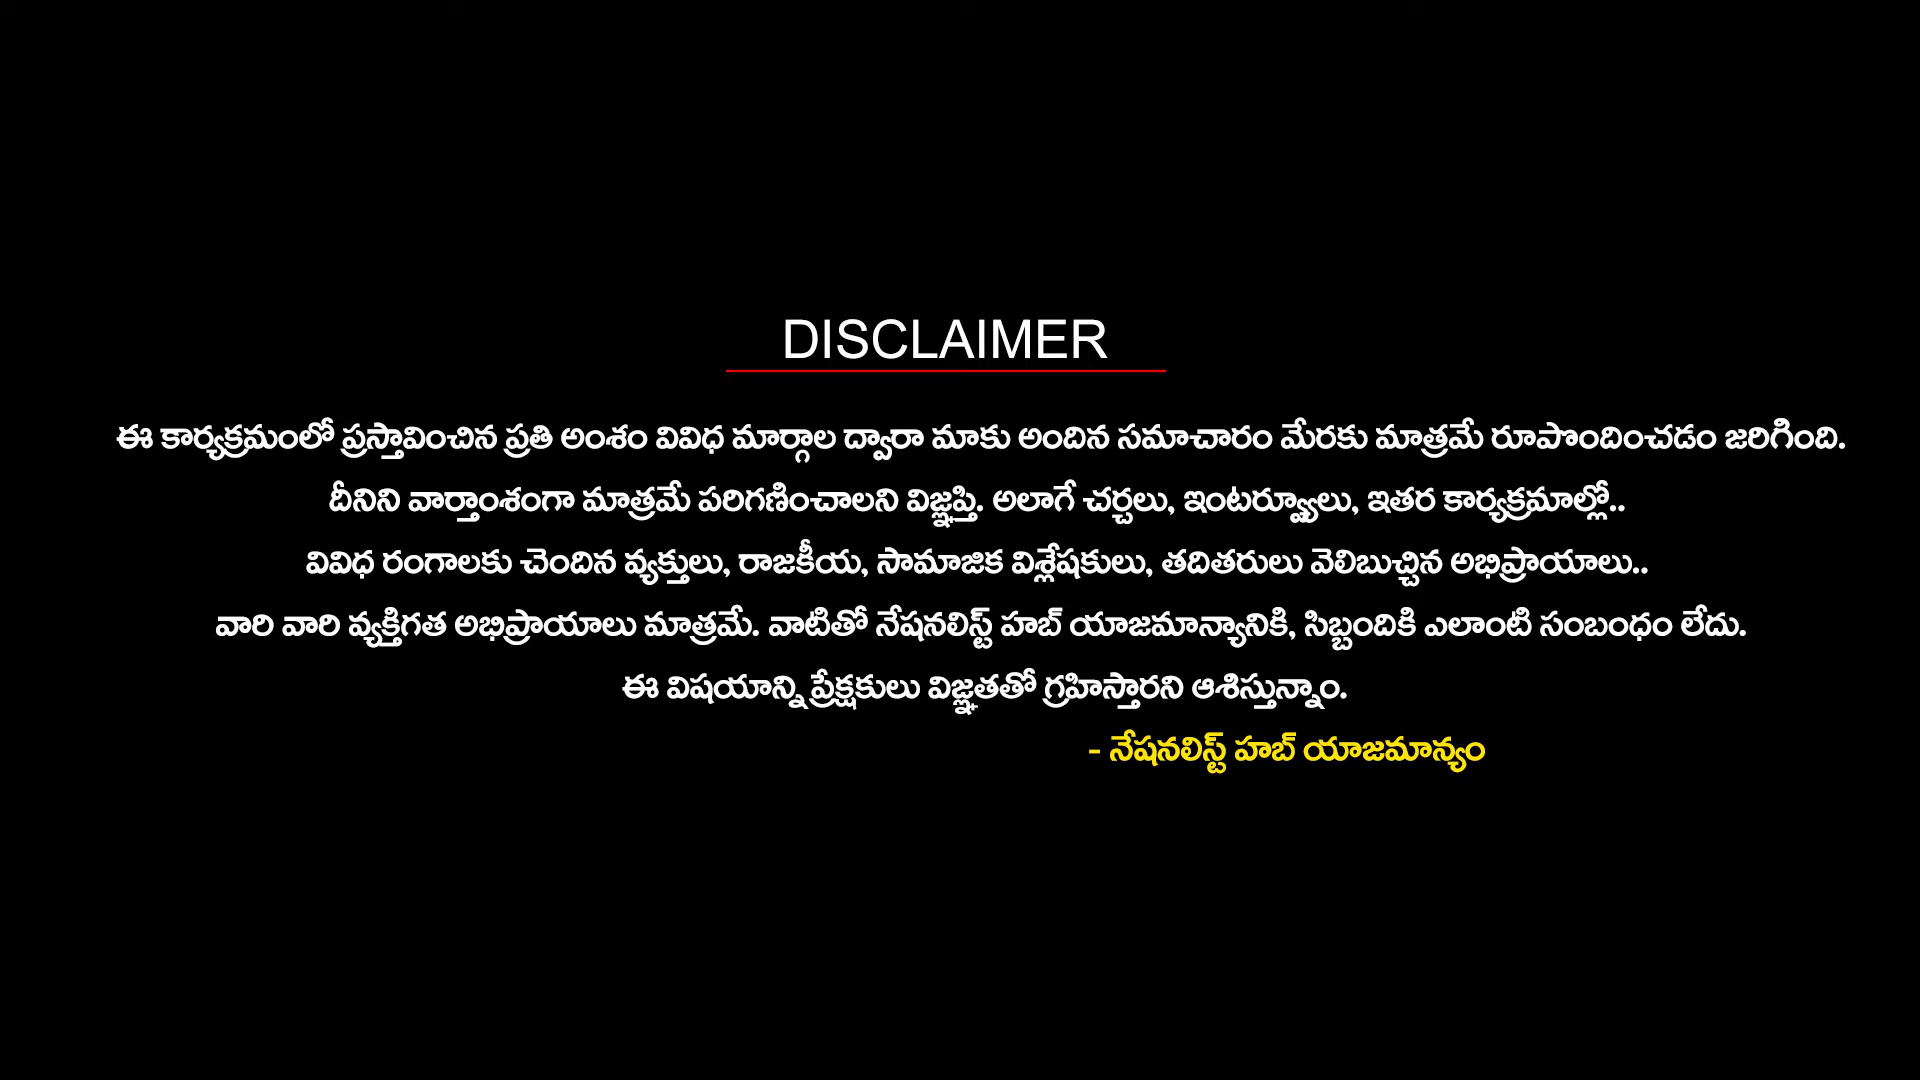 DISCLAIMER
ఈ కార్యక్రమంలో ప్రస్తావించిన ప్రతి అంశం వివిధ మార్గాల ద్వారా మాకు అందిన సమాచారం మేరకు మాత్రమే రూపొందించడం జరిగింది.
దీనిని వార్తాంశంగా మాత్రమే పరిగణించాలని విజ్ఞప్తి. అలాగే చర్చలు, ఇంటర్వ్యూలు, ఇతర కార్యక్రమాల్లో..
వివిధ రంగాలకు చెందిన వ్యక్తులు, రాజకీయ, సామాజిక విశ్లేషకులు, తదితరులు వెలిబుచ్చిన అభిప్రాయాలు..
వారి వారి వ్యక్తిగత అభిప్రాయాలు మాత్రమే. వాటితో నేషనలిస్ట్ హబ్ యాజమాన్యానికి, సిబ్బందికి ఎలాంటి సంబంధం లేదు.
ఈ విషయాన్ని ప్రేక్షకులు విజ్ఞతతో గ్రహిస్తారని ఆశిస్తున్నాం.
- నేషనలిస్ట్ హబ్ యాజమాన్యం